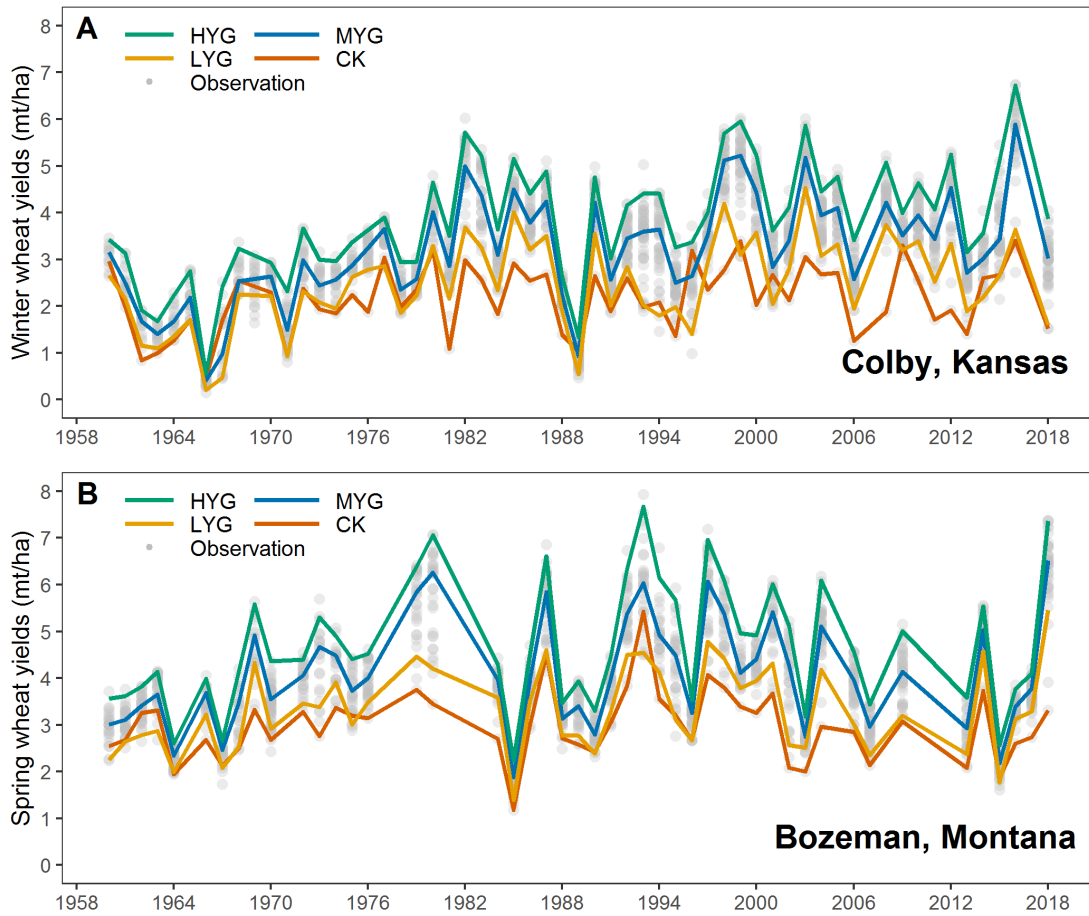 A
HYG MYG
LYG CK
Observation
Winter wheat yields (mt/ha)
8
7
6
5
4
3
2
1
0
Colby, Kansas
1958 1964 1970 1976 1982 1988 1994 2000 2006 2012 2018
B
HYG MYG
LYG CK
Observation
Spring wheat yields (mt/ha)
8
7
6
5
4
3
2
1
0
Bozeman, Montana
1958 1964 1970 1976 1982 1988 1994 2000 2006 2012 2018